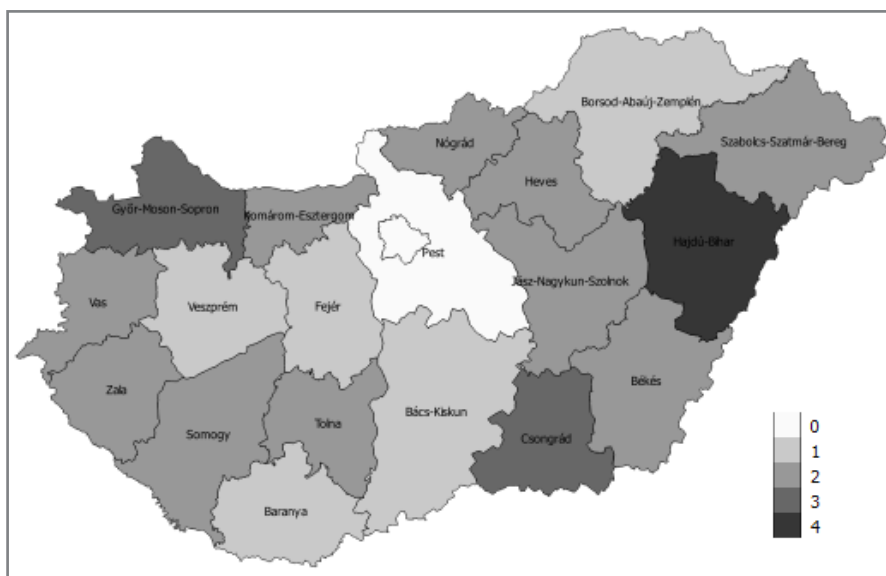 Borsod-Abaúj-Zemplén
Szabolcs-Szatmár-Bereg
Nógrád
Heves
Győr-Moson-Sopron
Komárom-Esztergom
Hajdú-Bihar
Pest
Jász-Nagykun-Szolnok
Vas
Veszprém
Fejér
Zala
Békés
Bács-Kiskun
Somogy
Tolna
Csongrád
Baranya
0
1
2
3
4